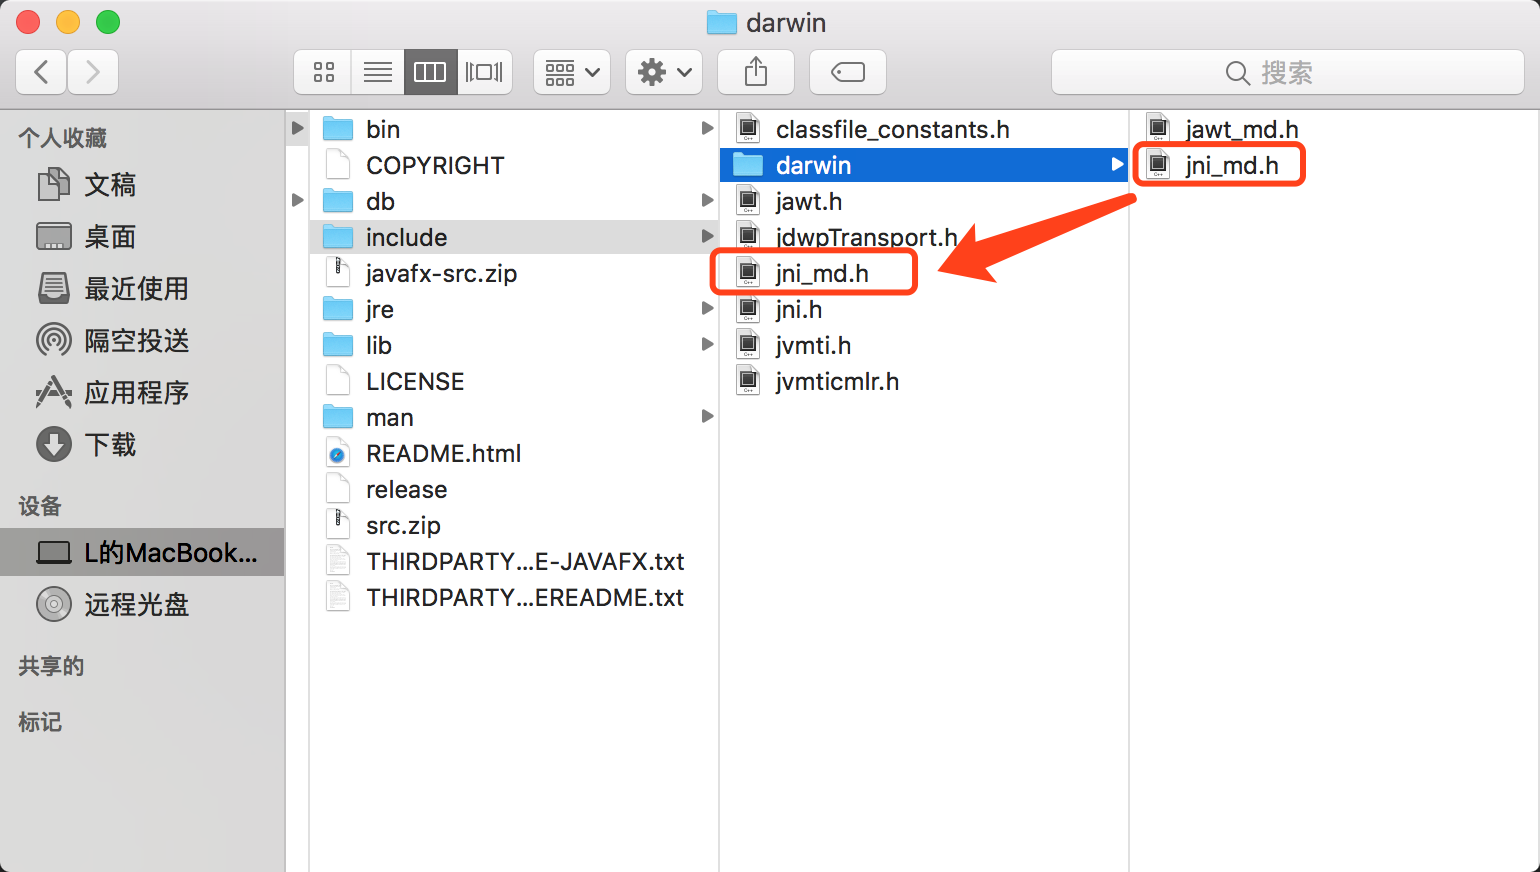 darwin
搜索
个人收藏
文稿
桌面
最近使用
隔空投送
应用程序
下载
设备
L的MacBook...
远程光盘
共享的
标记
bin
COPYRIGHT
db
include
javafx-src.zip
jre
lib
LICENSE
man
README.html
release
src.zip
THIRDPARTY...E-JAVAFX.txt
THIRDPARTY...EREADME.txt
classfile_constants.h
darwin
jawt.h
jdwpTransport.h
jni_md.h
jni.h
jvmti.h
jvmticmlr.h
jawt_md.h
jni_md.h